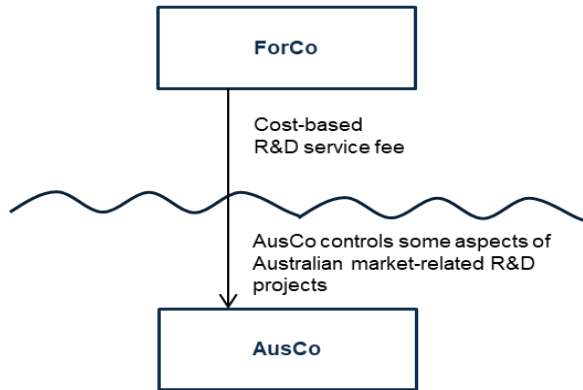 ForCo
Cost-based
R&D service fee
AusCo controls some aspects of
Australian market-related R&D
projects
AusCo